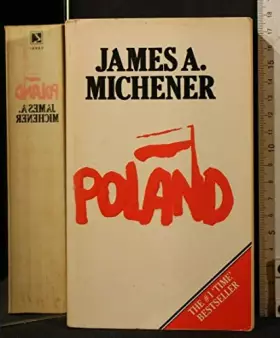 JAMES A.
MICHENER
POLAND
THE #1 'TIME'
BESTSELLER
JAMES A.
MICHENER
POLAND